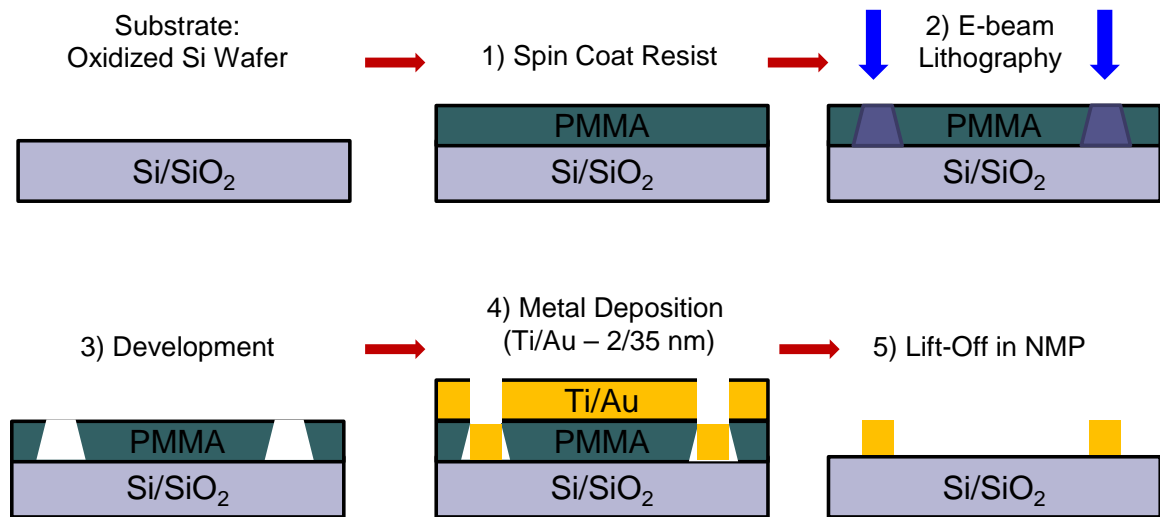 Substrate:
Oxidized Si Wafer
1) Spin Coat Resist
2) E-beam
Lithography
Si/SiO₂
PMMA
Si/SiO₂
PMMA
Si/SiO₂
3) Development
4) Metal Deposition
(Ti/Au – 2/35 nm)
5) Lift-Off in NMP
PMMA
Si/SiO₂
Ti/Au
PMMA
Si/SiO₂
Si/SiO₂